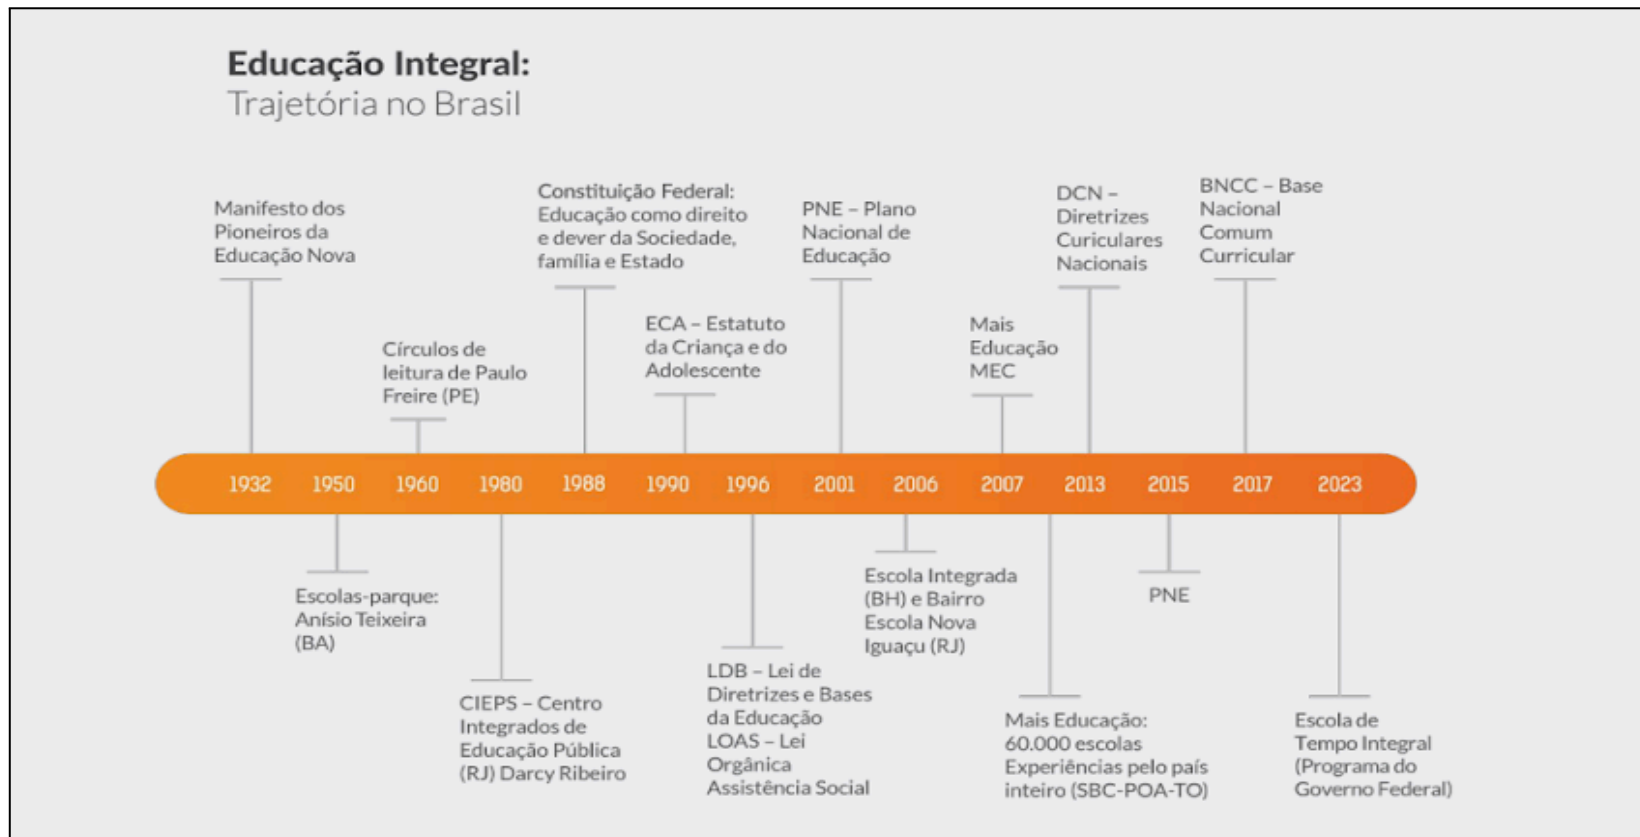 Educação Integral:
Trajetória no Brasil
Manifesto dos
Pioneiros da
Educação Nova
Círculos de
leitura de Paulo
Freire (PE)
Constituição Federal:
Educação como direito
e dever da Sociedade,
família e Estado
ECA – Estatuto
da Criança e do
Adolescente
PNE – Plano
Nacional de
Educação
Mais
Educação
MEC
DCN –
Diretrizes
Curiculares
Nacionais
BNCC – Base
Nacional
Comum
Curricular
1932 1950 1960 1980 1988 1990 1996 2001 2006 2007 2013 2015 2017 2023
Escolas-parque:
Anísio Teixeira
(BA)
CIEPS – Centro
Integrados de
Educação Pública
(RJ) Darcy Ribeiro
LDB – Lei de
Diretrizes e Bases
da Educação
LOAS – Lei
Orgânica
Assistência Social
Escola Integrada
(BH) e Bairro
Escola Nova
Iguaçu (RJ)
Mais Educação:
60.000 escolas
Experiências pelo país
inteiro (SBC-POA-TO)
PNE
Escola de
Tempo Integral
(Programa do
Governo Federal)